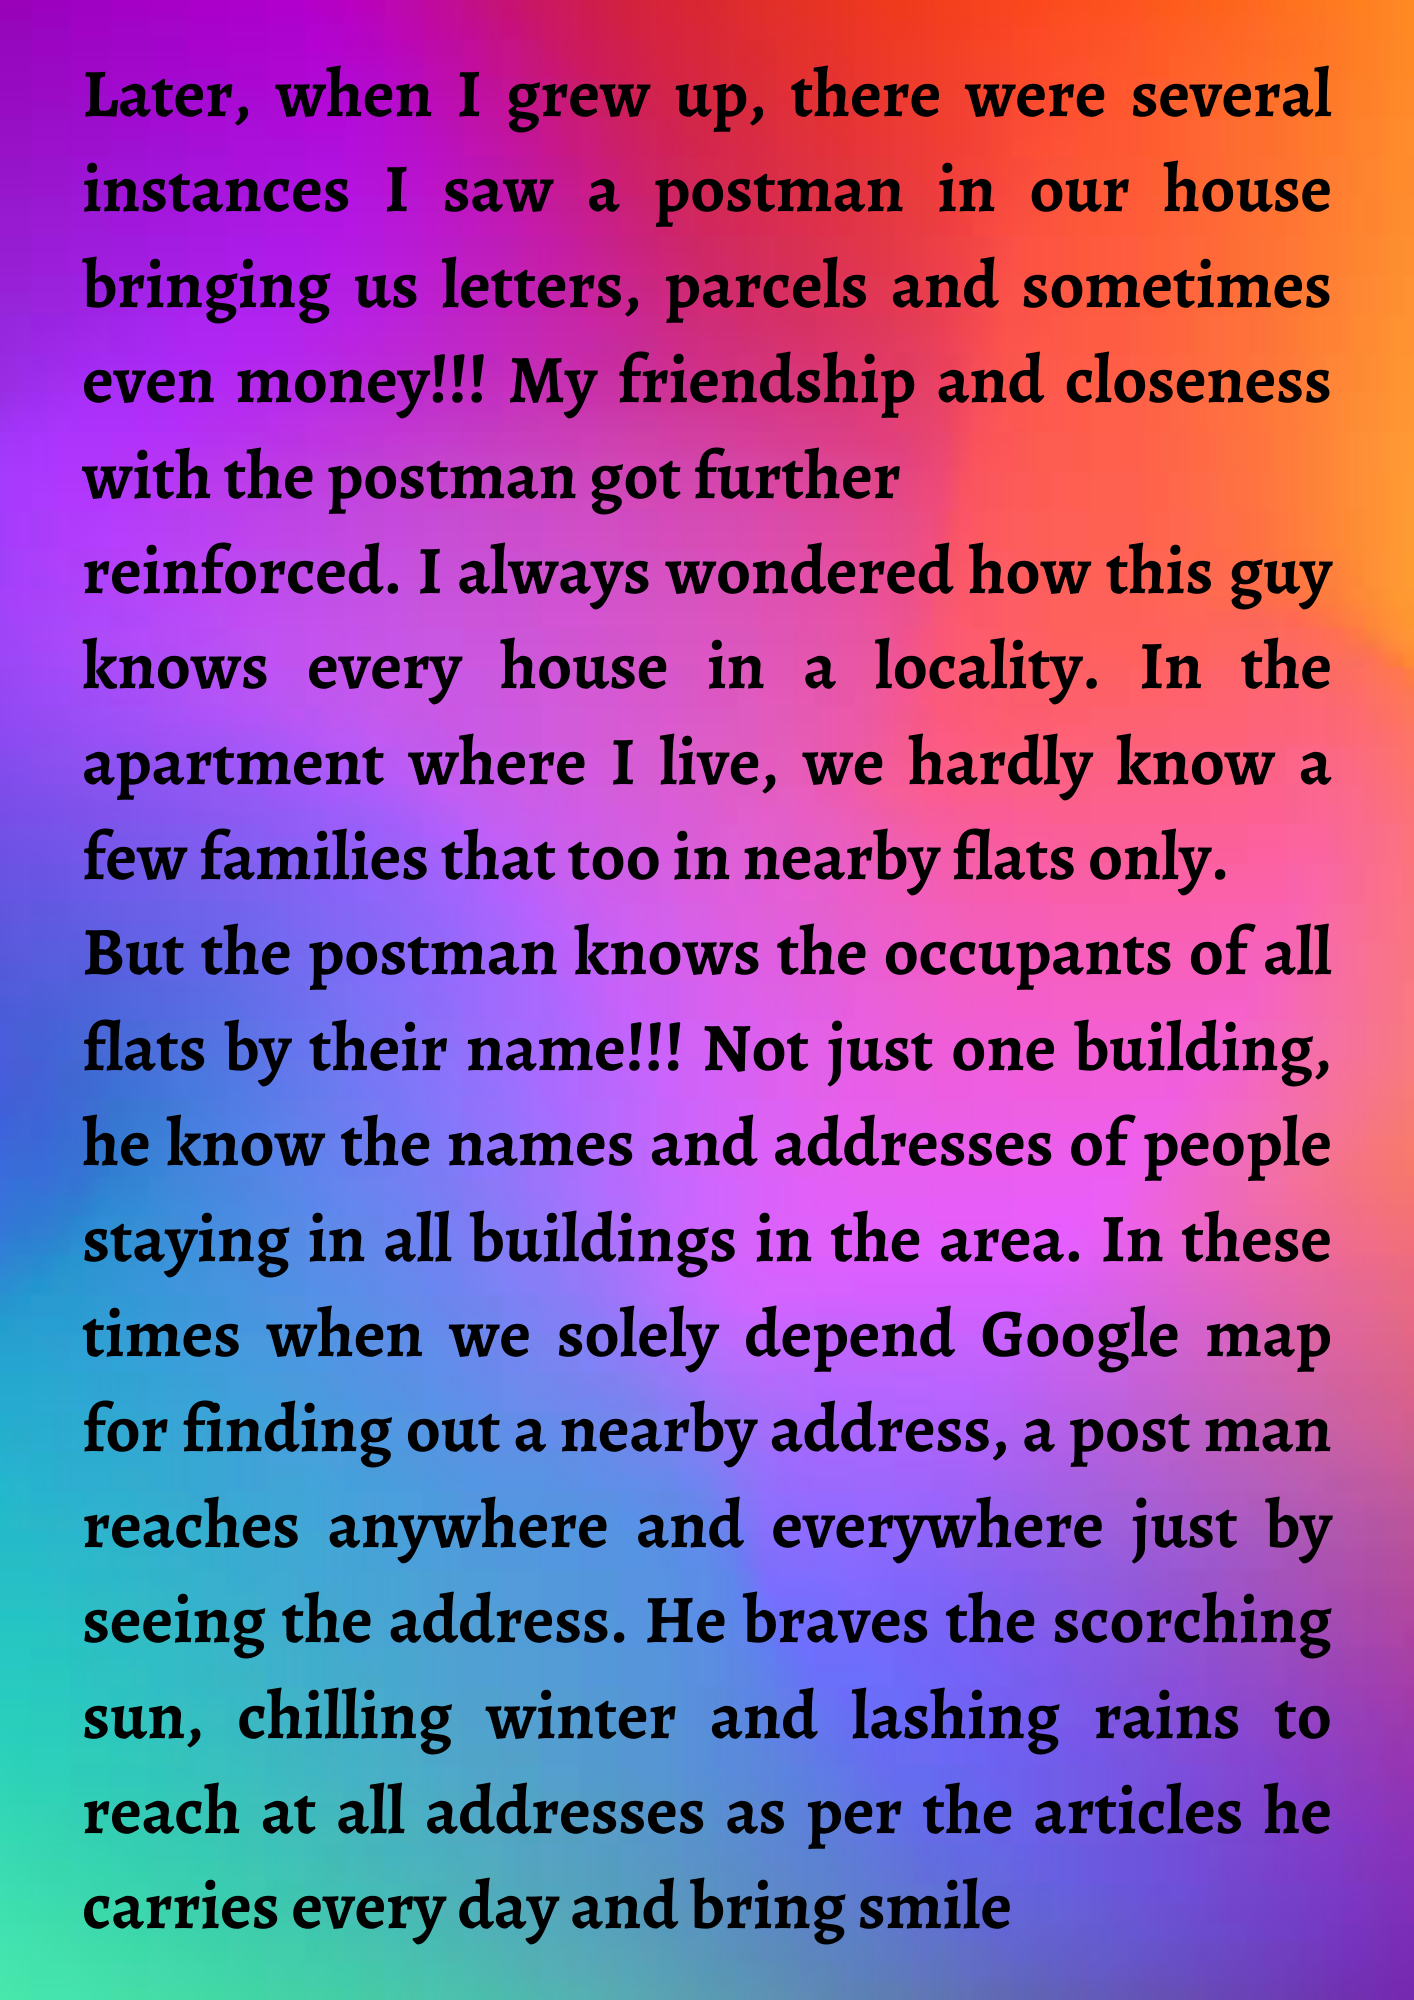 Later, when I grew up, there were several
instances I saw a postman in our house
bringing us letters, parcels and sometimes
even money!!! My friendship and closeness
with the postman got further
reinforced. I always wondered how this guy
knows every house in a locality. In the
apartment where I live, we hardly know a
few families that too in nearby flats only.
But the postman knows the occupants of all
flats by their name!!! Not just one building,
he know the names and addresses of people
staying in all buildings in the area. In these
times when we solely depend Google map
for finding out a nearby address, a post man
reaches anywhere and everywhere just by
seeing the address. He braves the scorching
sun, chilling winter and lashing rains to
reach at all addresses as per the articles he
carries every day and bring smile